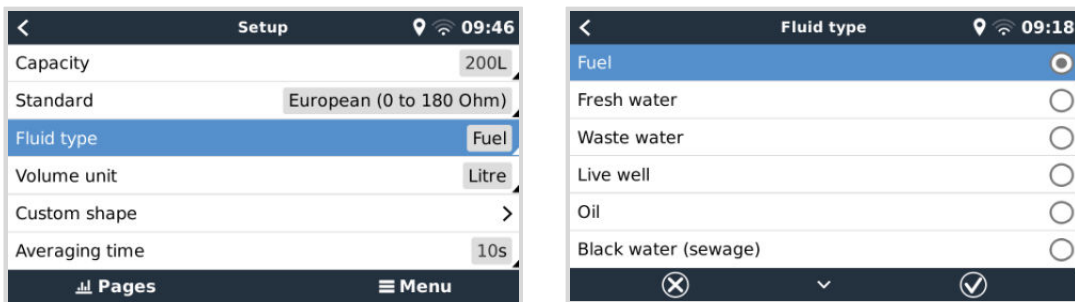 Setup 09:46
Capacity 200L
Standard European (0 to 180 Ohm)
Fluid type Fuel
Volume unit Litre
Custom shape
Averaging time 10s
Pages Menu
Fluid type 09:18
Fuel
Fresh water
Waste water
Live well
Oil
Black water (sewage)